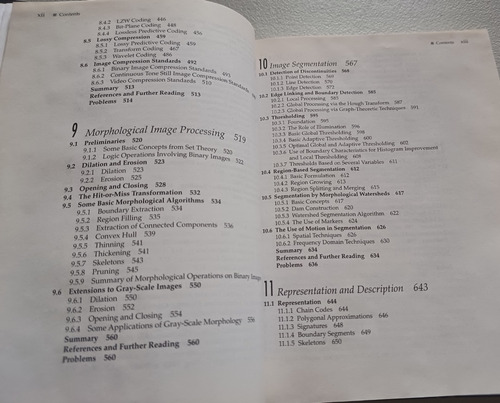 xii ■ Contents
8.4.2 LZW Coding 446
8.4.3 Bit-Plane Coding 448
8.4.4 Lossless Predictive Coding 456
8.5 Lossy Compression 459
8.5.1 Lossy Predictive Coding 459
8.5.2 Transform Coding 467
8.5.3 Wavelet Coding 486
8.6 Image Compression Standards 492
8.6.1 Binary Image Compression Standards 493
8.6.2 Continuous Tone Still Image Compression
8.6.3 Video Compression Standards 510
Summary 513
References and Further Reading 513
Problems 514
9 Morphological Image Processing 519
9.1 Preliminaries 520
9.1.1 Some Basic Concepts from Set Theory 520
9.1.2 Logic Operations Involving Binary Images 522
9.2 Dilation and Erosion 523
9.2.1 Dilation 523
9.2.2 Erosion 525
9.3 Opening and Closing 528
9.4 The Hit-or-Miss Transformation 532
9.5 Some Basic Morphological Algorithms 534
9.5.1 Boundary Extraction 534
9.5.2 Region Filling 535
9.5.3 Extraction of Connected Components 536
9.5.4 Convex Hull 539
9.5.5 Thinning 541
9.5.6 Thickening 541
9.5.7 Skeletons 543
9.5.8 Pruning 545
9.5.9 Summary of Morphological Operations on Binary
9.6 Extensions to Gray-Scale Images 550
9.6.1 Dilation 550
9.6.2 Erosion 552
9.6.3 Opening and Closing 554
9.6.4 Some Applications of Gray-Scale Morphology 556
Summary 560
References and Further Reading 560
Problems 560
■ Contents xiii
10 Image Segmentation 567
10.1 Detection of Discontinuities 568
10.1.1 Point Detection 569
10.1.2 Line Detection 570
10.1.3 Edge Detection 572
10.2 Edge Linking and Boundary Detection 585
10.2.1 Local Processing 585
10.2.2 Global Processing via the Hough Transform 587
10.2.3 Global Processing via Graph-Theoretic Techniques 591
10.3 Thresholding 595
10.3.1 Foundation 595
10.3.2 The Role of Illumination 596
10.3.3 Basic Global Thresholding 598
10.3.4 Basic Adaptive Thresholding 600
10.3.5 Optimal Global and Adaptive Thresholding 602
10.3.6 Use of Boundary Characteristics for Histogram Improvement
and Local Thresholding 608
10.3.7 Thresholds Based on Several Variables 611
10.4 Region-Based Segmentation 612
10.4.1 Basic Formulation 612
10.4.2 Region Growing 613
10.4.3 Region Splitting and Merging 615
10.5 Segmentation by Morphological Watersheds 617
10.5.1 Basic Concepts 617
10.5.2 Dam Construction 620
10.5.3 Watershed Segmentation Algorithm 622
10.5.4 The Use of Markers 624
10.6 The Use of Motion in Segmentation 626
10.6.1 Spatial Techniques 626
10.6.2 Frequency Domain Techniques 630
Summary 634
References and Further Reading 634
Problems 636
11 Representation and Description 643
11.1 Representation 644
11.1.1 Chain Codes 644
11.1.2 Polygonal Approximations 646
11.1.3 Signatures 648
11.1.4 Boundary Segments 649
11.1.5 Skeletons 650